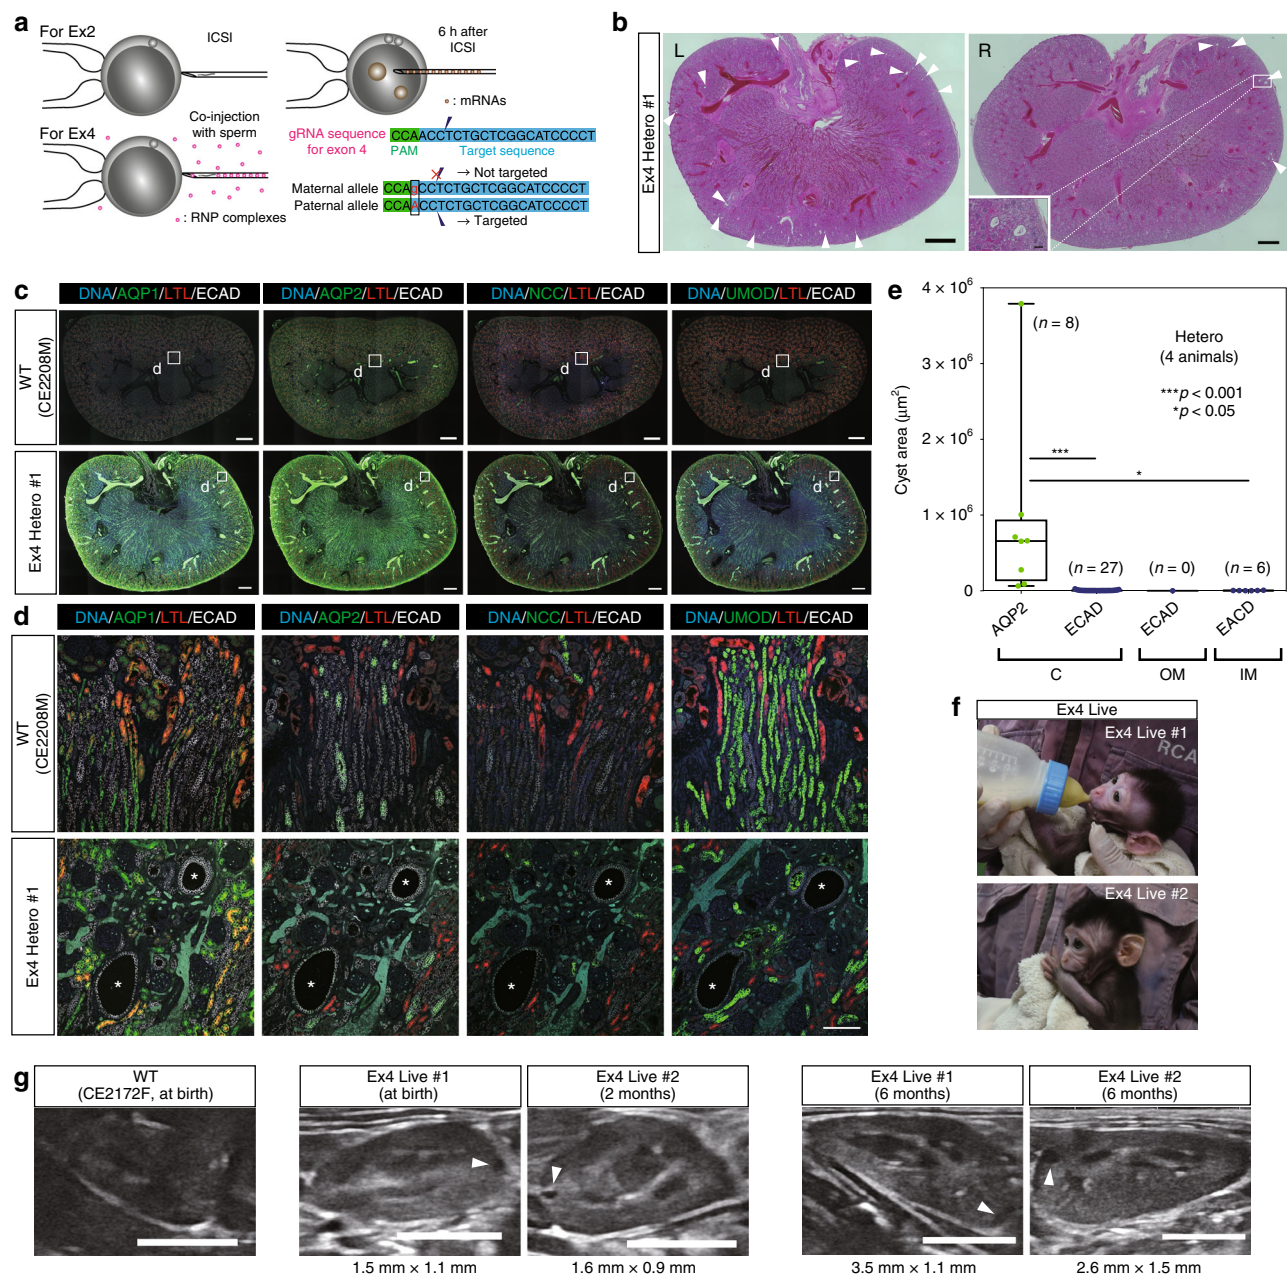 a
For Ex2
ICSI
6 h after
ICSI
: mRNAs
For Ex4
Co-injection
with sperm
: RNP complexes
gRNA sequence
for exon 4
CCAACCTCTGCTCGGCATCCCCT
PAM
Target sequence
→ Not targeted
Maternal allele
CCAgCCTCTGCTCGGCATCCCCT
Paternal allele
CCAACCTCTGCTCGGCATCCCCT
→ Targeted
b
Ex4 Hetero #1
L
R
c
DNA/AQP1/LTL/ECAD
DNA/AQP2/LTL/ECAD
DNA/NCC/LTL/ECAD
DNA/UMOD/LTL/ECAD
WT
(CE2208M)
d
d
d
d
Ex4 Hetero #1
d
d
d
d
d
DNA/AQP1/LTL/ECAD
DNA/AQP2/LTL/ECAD
DNA/NCC/LTL/ECAD
DNA/UMOD/LTL/ECAD
WT
(CE2208M)
Ex4 Hetero #1
*
*
*
*
*
*
*
*
e
Cyst area (μm²)
4 × 10⁶
3 × 10⁶
2 × 10⁶
1 × 10⁶
0
(n = 8)
Hetero
(4 animals)
***p < 0.001
*p < 0.05
***
*
(n = 27)
(n = 0)
(n = 6)
AQP2
ECAD
ECAD
EACD
C
OM
IM
f
Ex4 Live
Ex4 Live #1
RCA
Ex4 Live #2
g
WT
(CE2172F, at birth)
Ex4 Live #1
(at birth)
Ex4 Live #2
(2 months)
Ex4 Live #1
(6 months)
Ex4 Live #2
(6 months)
1.5 mm × 1.1 mm
1.6 mm × 0.9 mm
3.5 mm × 1.1 mm
2.6 mm × 1.5 mm